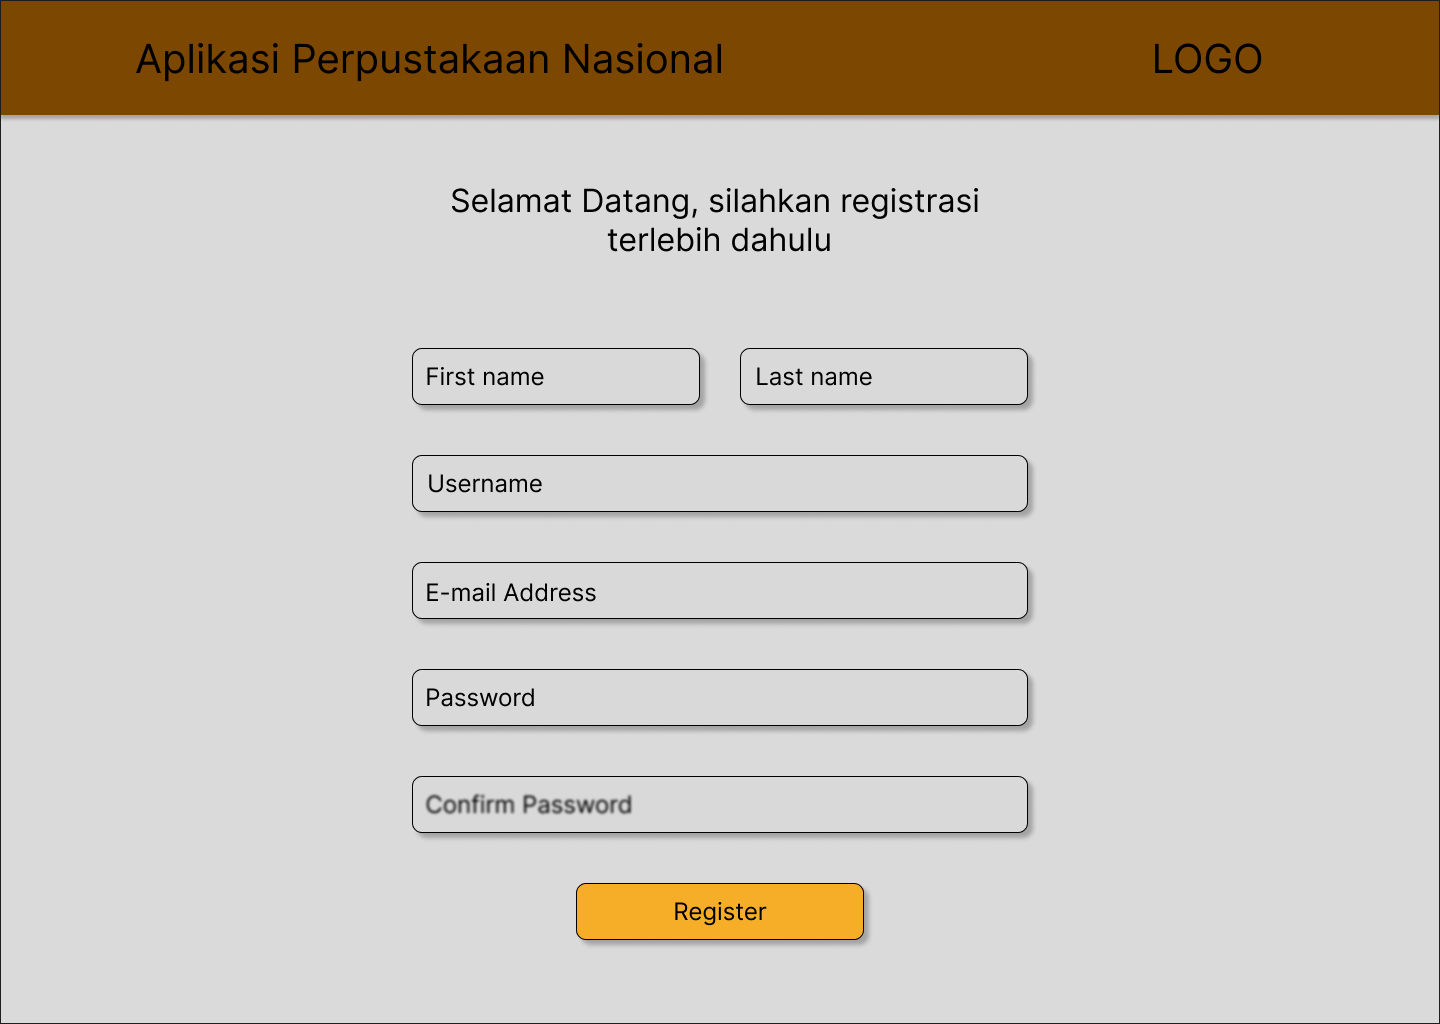 Aplikasi Perpustakaan Nasional
LOGO
Selamat Datang, silahkan registrasi
terlebih dahulu
First name
Last name
Username
E-mail Address
Password
Confirm Password
Register